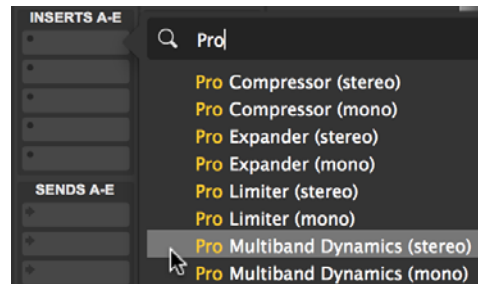 INSERTS A-E
Pro
Pro Compressor (stereo)
Pro Compressor (mono)
Pro Expander (stereo)
Pro Expander (mono)
Pro Limiter (stereo)
Pro Limiter (mono)
SENDS A-E
Pro Multiband Dynamics (stereo)
Pro Multiband Dynamics (mono)